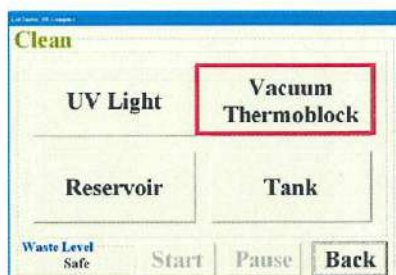 Clean
UV Light
Vacuum
Thermoblock
Reservoir
Tank
Waste Level
Safe
Start
Pause
Back